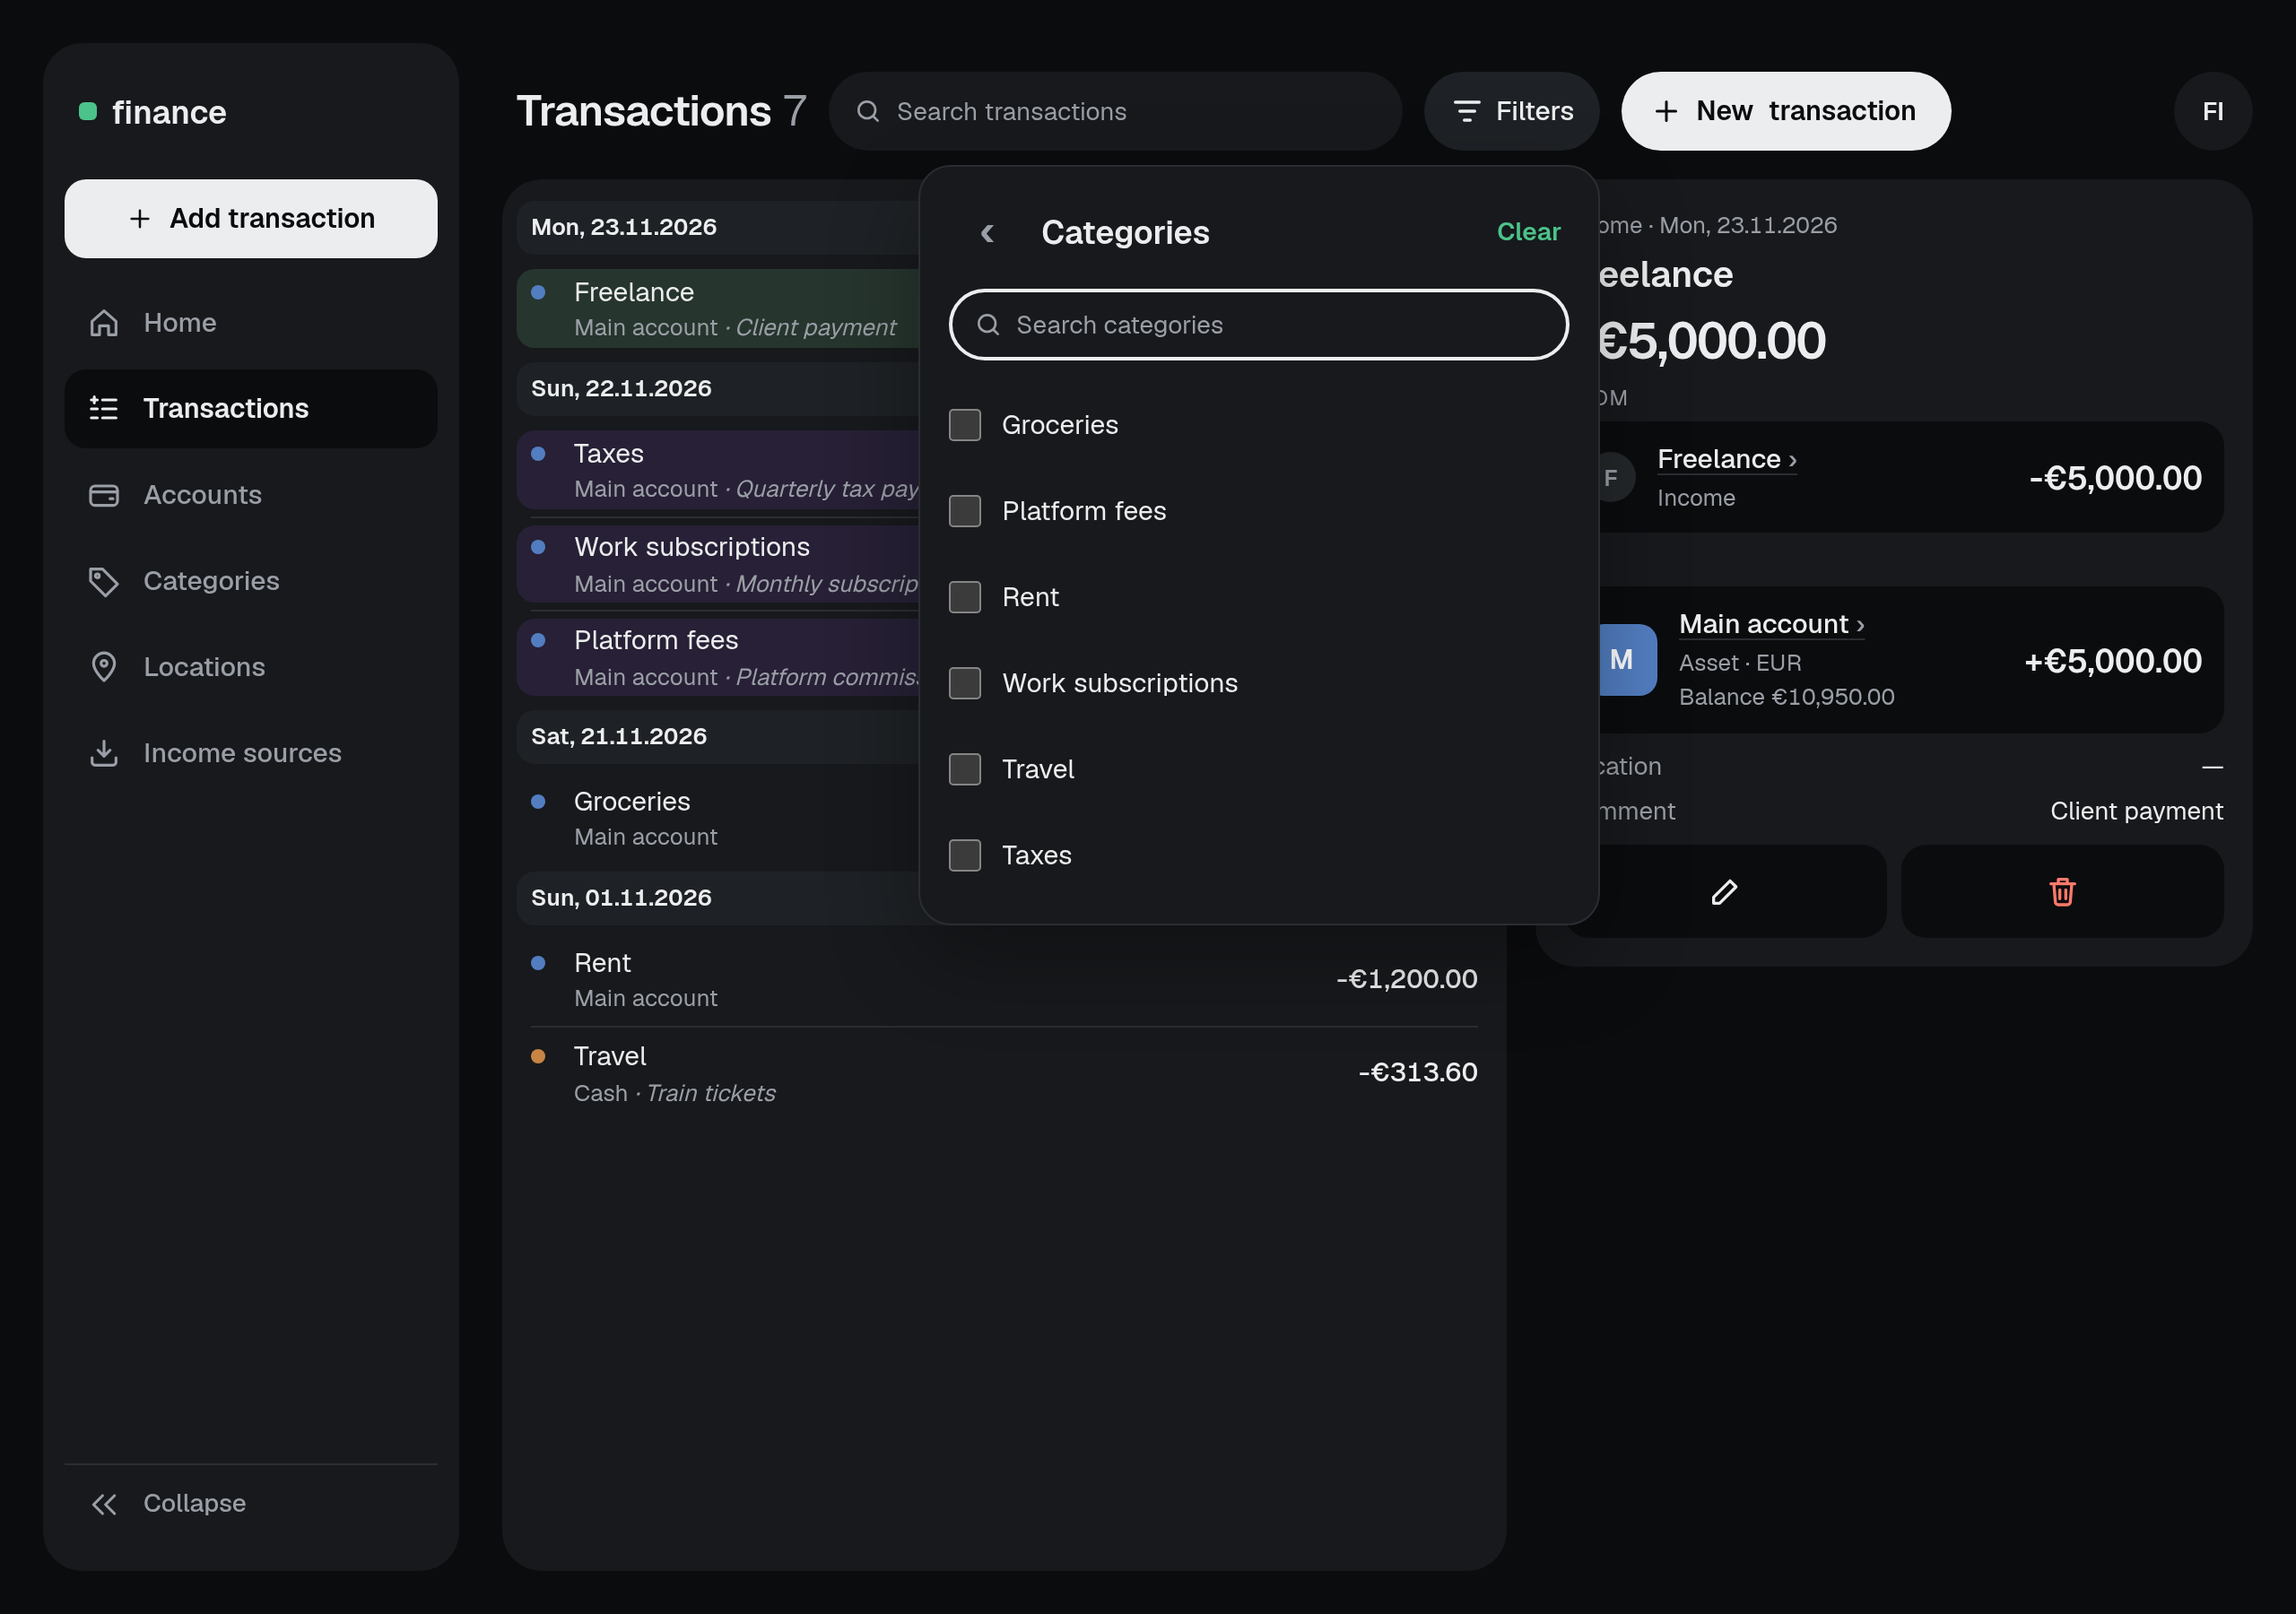 finance
Add transaction
Home
Transactions
Accounts
Categories
Locations
Income sources
Collapse
Transactions 7
Search transactions
Filters
New transaction
FI
Mon, 23.11.2026
Freelance
Main account · Client payment
Sun, 22.11.2026
Taxes
Main account · Quarterly tax pay
Work subscriptions
Main account · Monthly subscrip
Platform fees
Main account · Platform commis
Sat, 21.11.2026
Groceries
Main account
Sun, 01.11.2026
Rent
Main account
-€1,200.00
Travel
Cash · Train tickets
-€313.60
‹ Categories
Clear
Search categories
Groceries
Platform fees
Rent
Work subscriptions
Travel
Taxes
ome · Mon, 23.11.2026
eelance
€5,000.00
OM
F
Freelance ›
Income
-€5,000.00
M
Main account ›
Asset · EUR
Balance €10,950.00
+€5,000.00
cation
—
mment
Client payment